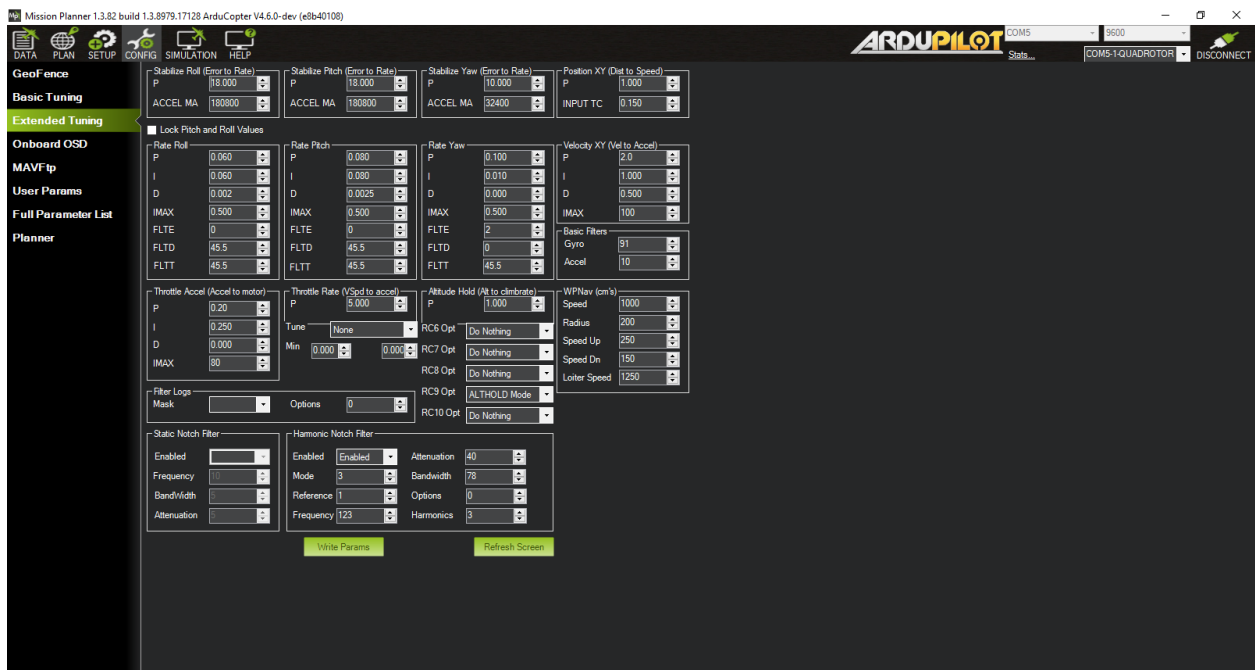 Mission Planner 1.3.82 build 1.3.8979.17128 ArduCopter V4.6.0-dev (e8b40108)
DATA PLAN SETUP CONFIG SIMULATION HELP
ARDUPILOT
COM5 9600
Stats... COM5-1-QUADROTOR DISCONNECT
GeoFence
Basic Tuning
Extended Tuning
Onboard OSD
MAVFtp
User Params
Full Parameter List
Planner
Stabilize Roll (Error to Rate)
P 18.000
ACCEL MA 180800
Stabilize Pitch (Error to Rate)
P 18.000
ACCEL MA 180800
Stabilize Yaw (Error to Rate)
P 10.000
ACCEL MA 32400
Position XY (Dist to Speed)
P 1.000
INPUT TC 0.150
Lock Pitch and Roll Values
Rate Roll
P 0.060
I 0.060
D 0.002
IMAX 0.500
FLTE 0
FLTD 45.5
FLTT 45.5
Rate Pitch
P 0.080
I 0.080
D 0.0025
IMAX 0.500
FLTE 0
FLTD 45.5
FLTT 45.5
Rate Yaw
P 0.100
I 0.010
D 0.000
IMAX 0.500
FLTE 2
FLTD 0
FLTT 45.5
Velocity XY (Vel to Accel)
P 2.0
I 1.000
D 0.500
IMAX 100
Basic Filters
Gyro 91
Accel 10
Throttle Accel (Accel to motor)
P 0.20
I 0.250
D 0.000
IMAX 80
Throttle Rate (VSpd to accel)
P 5.000
Tune None
Min 0.000 0.000
Altitude Hold (Alt to climbrate)
P 1.000
RC6 Opt Do Nothing
RC7 Opt Do Nothing
RC8 Opt Do Nothing
RC9 Opt ALTHOLD Mode
RC10 Opt Do Nothing
WPNav (cm's)
Speed 1000
Radius 200
Speed Up 250
Speed Dn 150
Loiter Speed 1250
Filter Logs
Mask Options 0
Static Notch Filter
Enabled
Frequency 10
BandWidth 5
Attenuation 5
Harmonic Notch Filter
Enabled Enabled Attenuation 40
Mode 3 Bandwidth 78
Reference 1 Options 0
Frequency 123 Harmonics 3
Write Params Refresh Screen